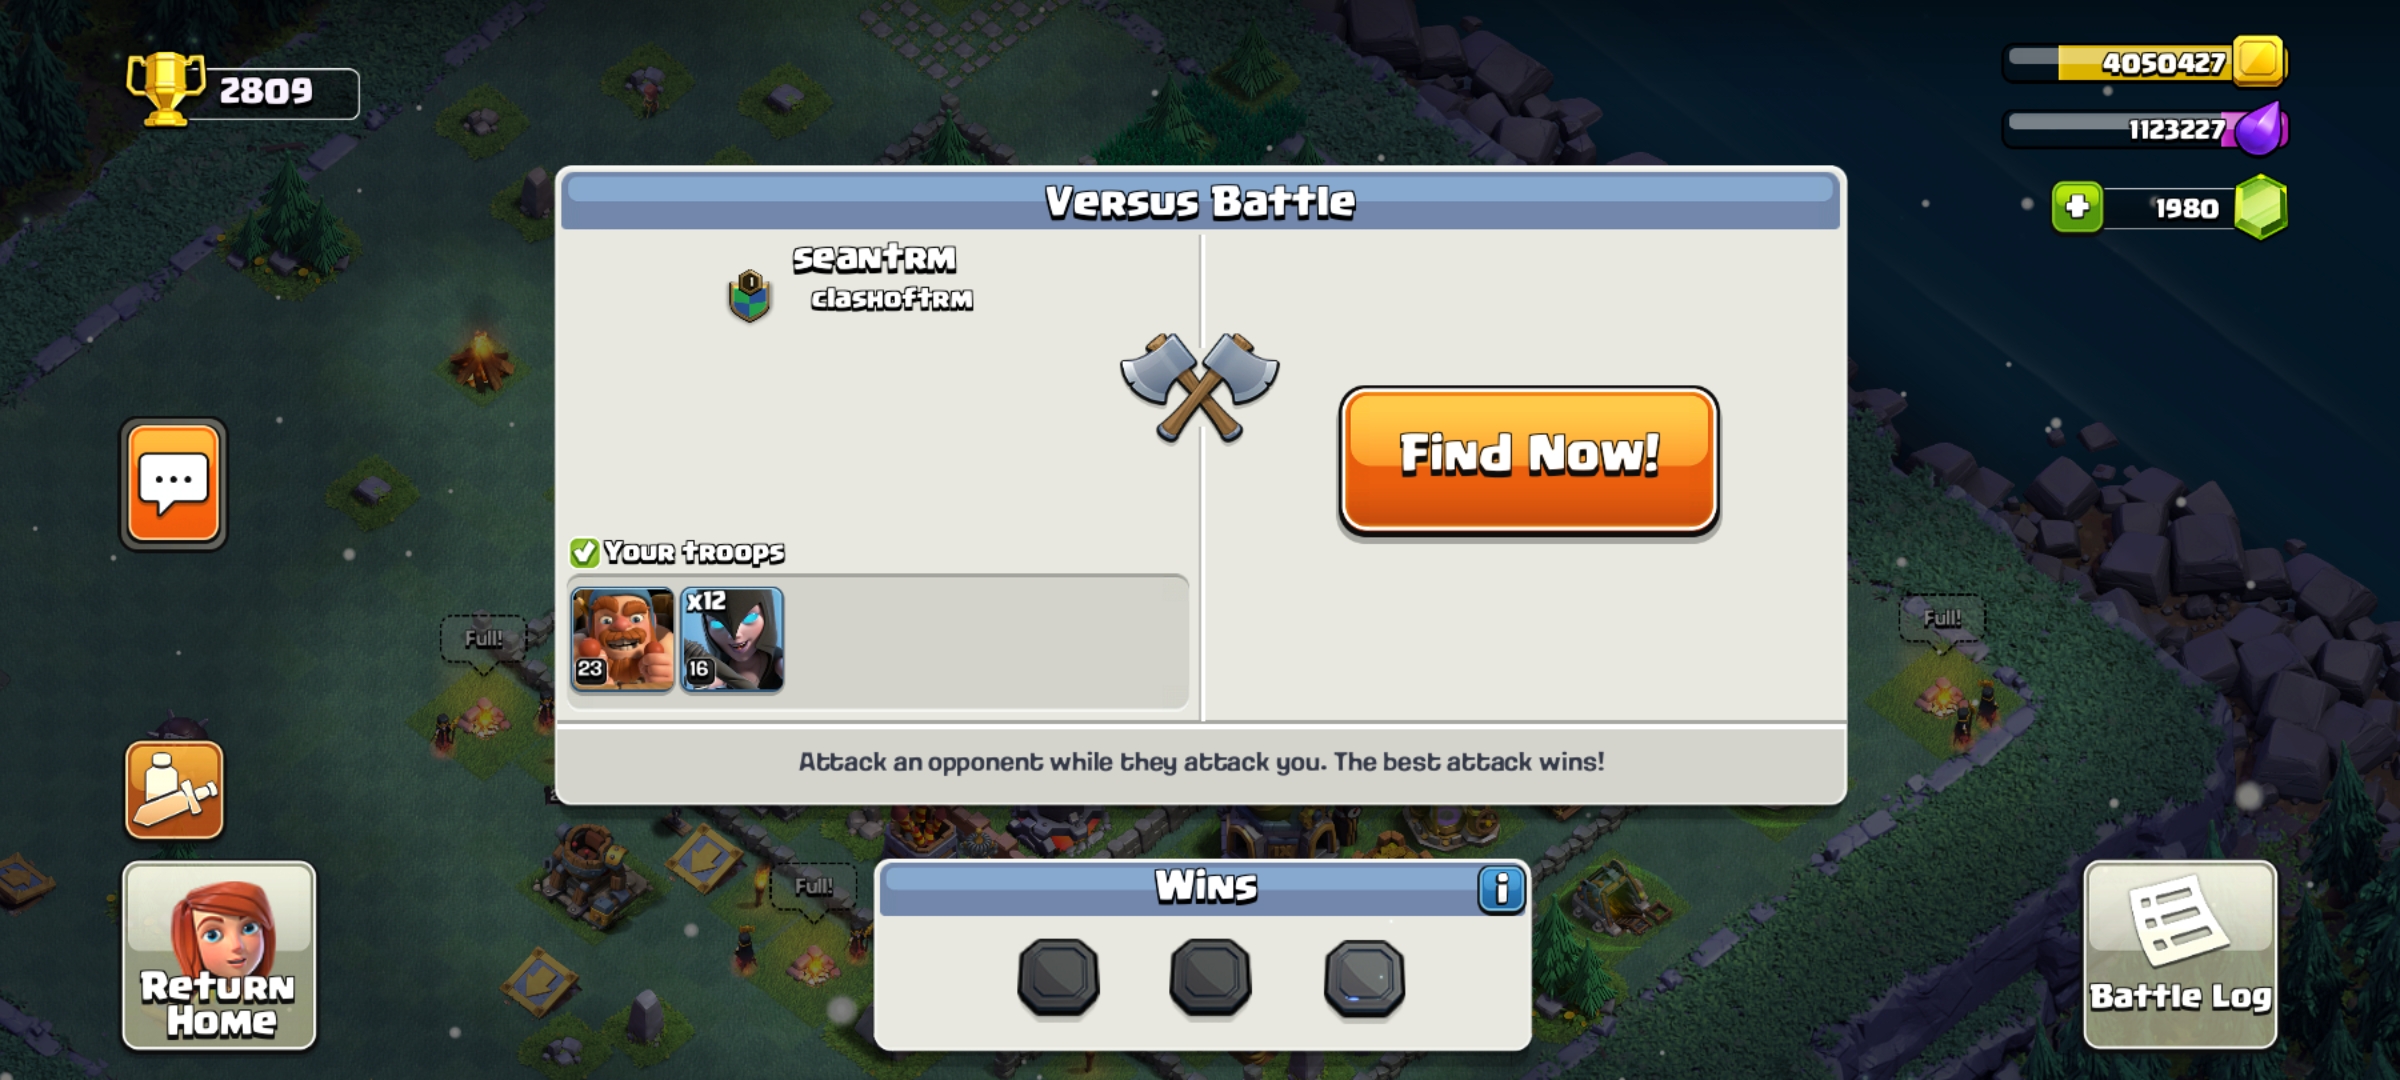 2809
4050427
1123227
1980
Versus Battle
seantrm
clashoftrm
1
Find Now!
Your troops
x12
23
16
Attack an opponent while they attack you. The best attack wins!
Full!
Full!
Full!
Wins
i
Return
Home
Battle Log